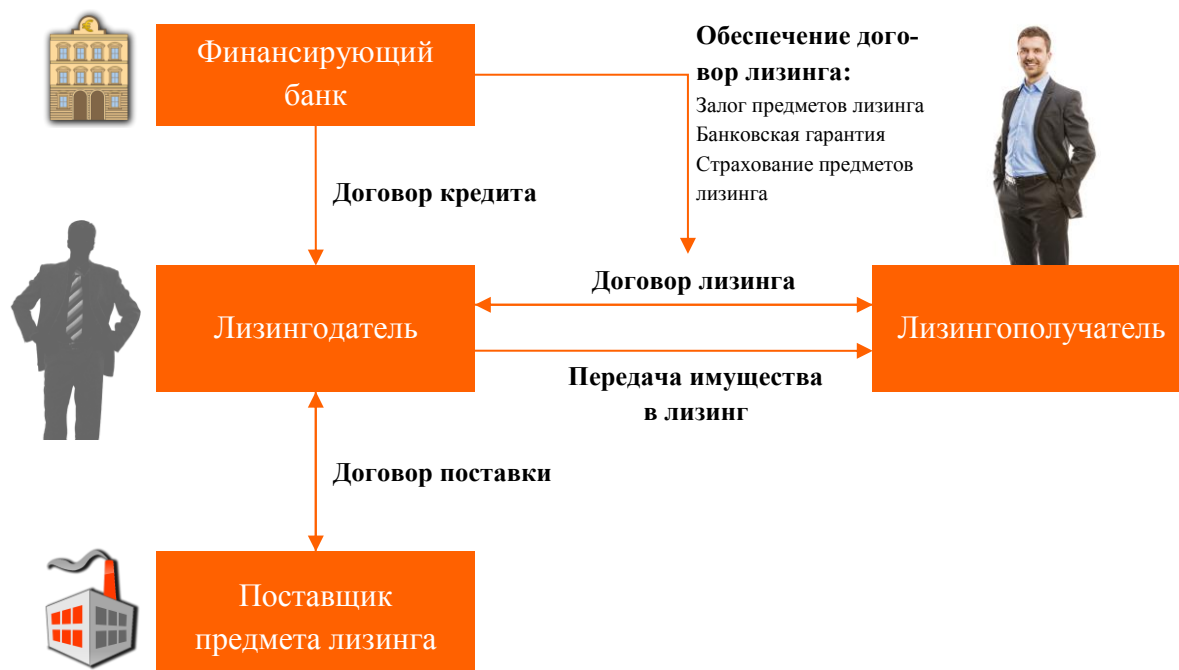 Финансирующий
банк
Обеспечение дого-
вор лизинга:
Залог предметов лизинга
Банковская гарантия
Страхование предметов
лизинга
Договор кредита
Договор лизинга
Лизингодатель
Лизингополучатель
Передача имущества
в лизинг
Договор поставки
Поставщик
предмета лизинга